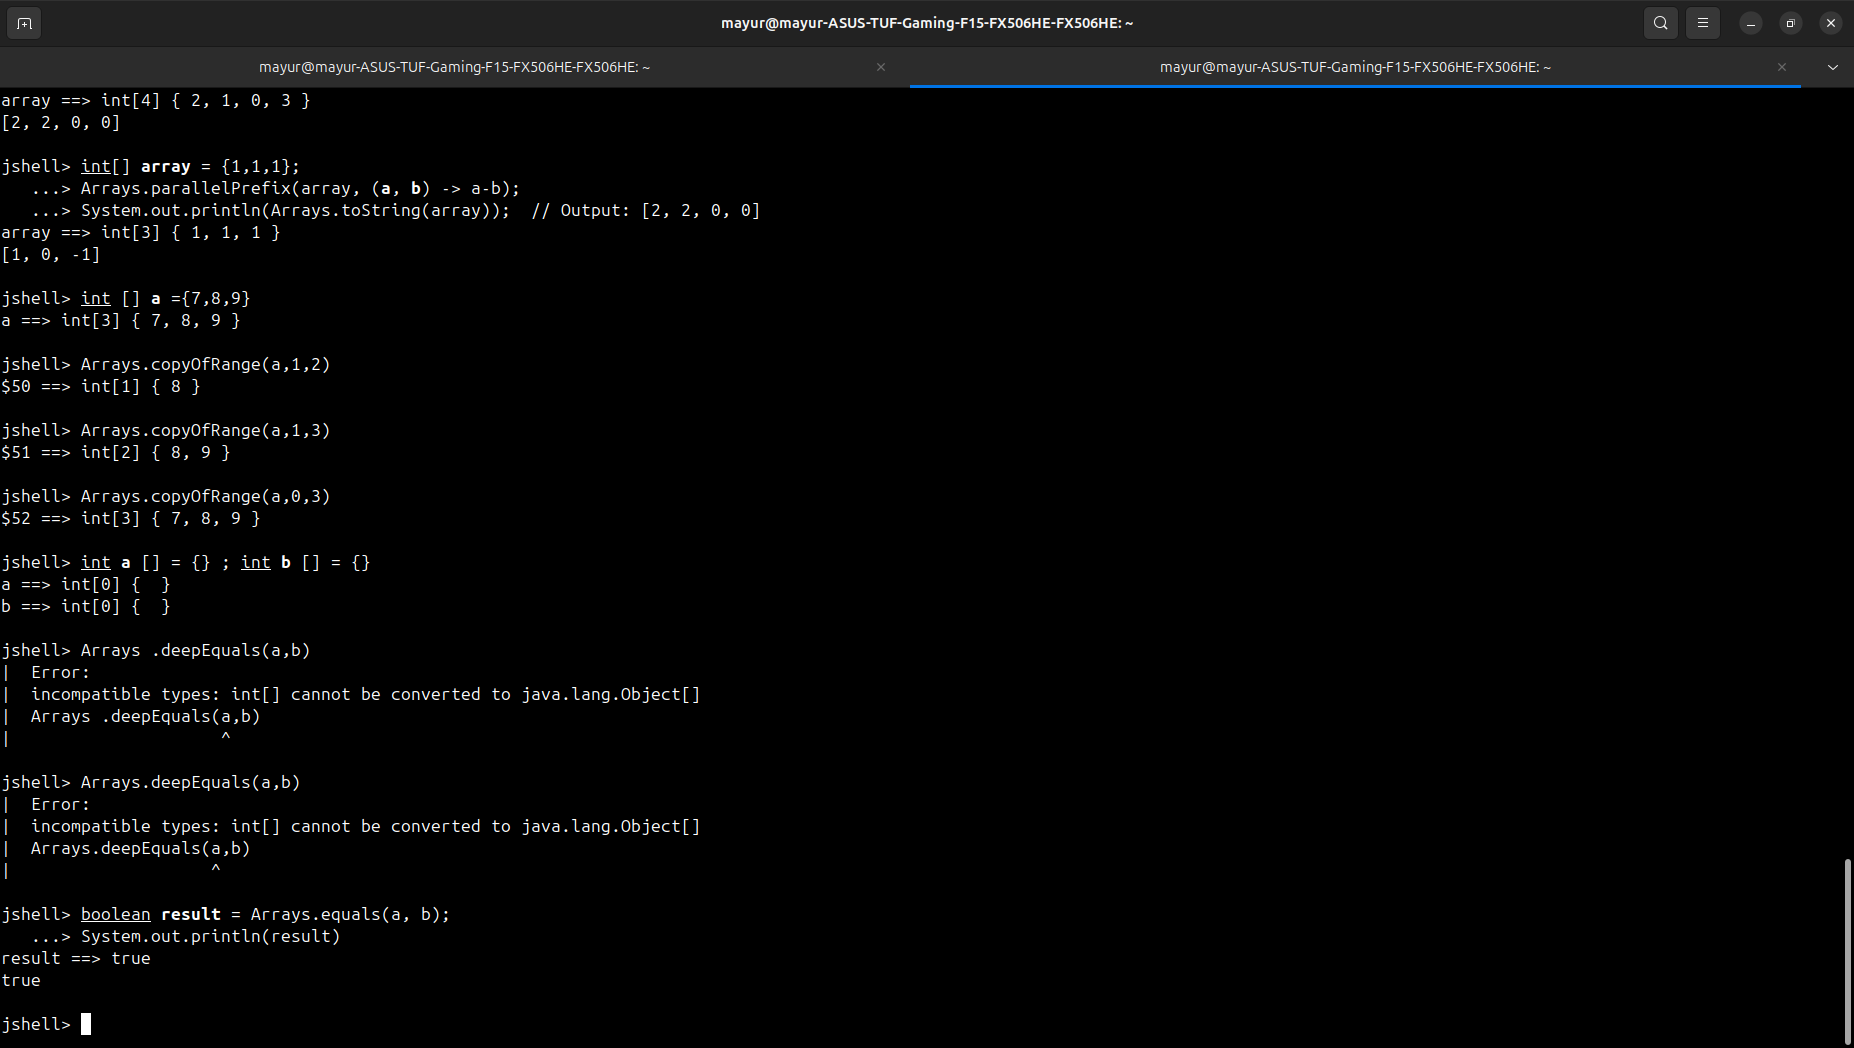 mayur@mayur-ASUS-TUF-Gaming-F15-FX506HE-FX506HE: ~
mayur@mayur-ASUS-TUF-Gaming-F15-FX506HE-FX506HE: ~
mayur@mayur-ASUS-TUF-Gaming-F15-FX506HE-FX506HE: ~
array ==> int[4] { 2, 1, 0, 3 }
[2, 2, 0, 0]
jshell> int[] array = {1,1,1};
   ...> Arrays.parallelPrefix(array, (a, b) -> a-b);
   ...> System.out.println(Arrays.toString(array));  // Output: [2, 2, 0, 0]
array ==> int[3] { 1, 1, 1 }
[1, 0, -1]
jshell> int [] a ={7,8,9}
a ==> int[3] { 7, 8, 9 }
jshell> Arrays.copyOfRange(a,1,2)
$50 ==> int[1] { 8 }
jshell> Arrays.copyOfRange(a,1,3)
$51 ==> int[2] { 8, 9 }
jshell> Arrays.copyOfRange(a,0,3)
$52 ==> int[3] { 7, 8, 9 }
jshell> int a [] = {} ; int b [] = {}
a ==> int[0] {  }
b ==> int[0] {  }
jshell> Arrays .deepEquals(a,b)
|  Error:
|  incompatible types: int[] cannot be converted to java.lang.Object[]
|  Arrays .deepEquals(a,b)
|                     ^
jshell> Arrays.deepEquals(a,b)
|  Error:
|  incompatible types: int[] cannot be converted to java.lang.Object[]
|  Arrays.deepEquals(a,b)
|                    ^
jshell> boolean result = Arrays.equals(a, b);
   ...> System.out.println(result)
result ==> true
true
jshell>